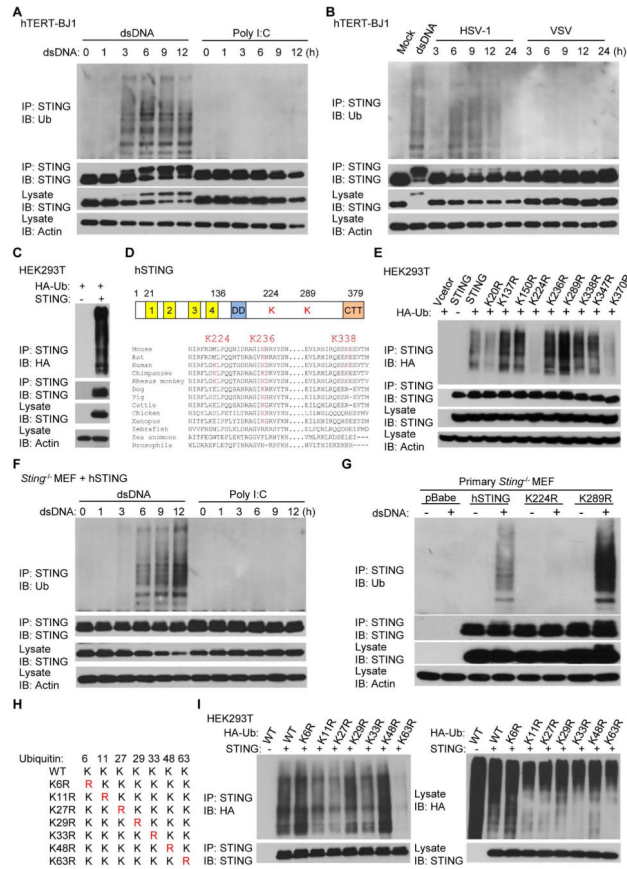 A
hTERT-BJ1
dsDNA
Poly I:C
dsDNA: 0 1 3 6 9 12 0 1 3 6 9 12 (h)
IP: STING
IB: Ub
IP: STING
IB: STING
Lysate
IB: STING
Lysate
IB: Actin
B
hTERT-BJ1
Mock
dsDNA
HSV-1
VSV
3 6 9 12 24 3 6 9 12 24 (h)
IP: STING
IB: Ub
IP: STING
IB: STING
Lysate
IB: STING
Lysate
IB: Actin
C
HEK293T
HA-Ub: + +
STING: - +
IP: STING
IB: HA
IP: STING
IB: STING
Lysate
IB: STING
Lysate
IB: Actin
D
hSTING
1 21 136 224 289 379
1 2 3 4 DD K K CTT
K224 K236 K338
Mouse
Rat
Human
Chimpanzee
Rhesus monkey
Dog
Pig
Cattle
Chicken
Xenopus
Zebrafish
Sea anomone
Drosophila
E
HEK293T
Vcetor
STING
STING
K20R
K137R
K150R
K224R
K236R
K289R
K338R
K347R
K370R
HA-Ub: + - + + + + + + + + + +
IP: STING
IB: HA
IP: STING
IB: STING
Lysate
IB: STING
Lysate
IB: Actin
F
Sting-/- MEF + hSTING
dsDNA
Poly I:C
0 1 3 6 9 12 0 1 3 6 9 12 (h)
IP: STING
IB: Ub
IP: STING
IB: STING
Lysate
IB: STING
Lysate
IB: Actin
G
Primary Sting-/- MEF
pBabe hSTING K224R K289R
dsDNA: - + - + - + - +
IP: STING
IB: Ub
IP: STING
IB: STING
Lysate
IB: STING
Lysate
IB: Actin
H
Ubiquitin: 6 11 27 29 33 48 63
WT K K K K K K K
K6R R K K K K K K
K11R K R K K K K K
K27R K K R K K K K
K29R K K K R K K K
K33R K K K K R K K
K48R K K K K K R K
K63R K K K K K K R
I
HEK293T
HA-Ub: WT WT K6R K11R K27R K29R K33R K48R K63R
STING: - + + + + + + + +
IP: STING
IB: HA
IP: STING
IB: STING
HA-Ub: WT WT K6R K11R K27R K29R K33R K48R K63R
STING: - + + + + + + + +
Lysate
IB: HA
Lysate
IB: STING